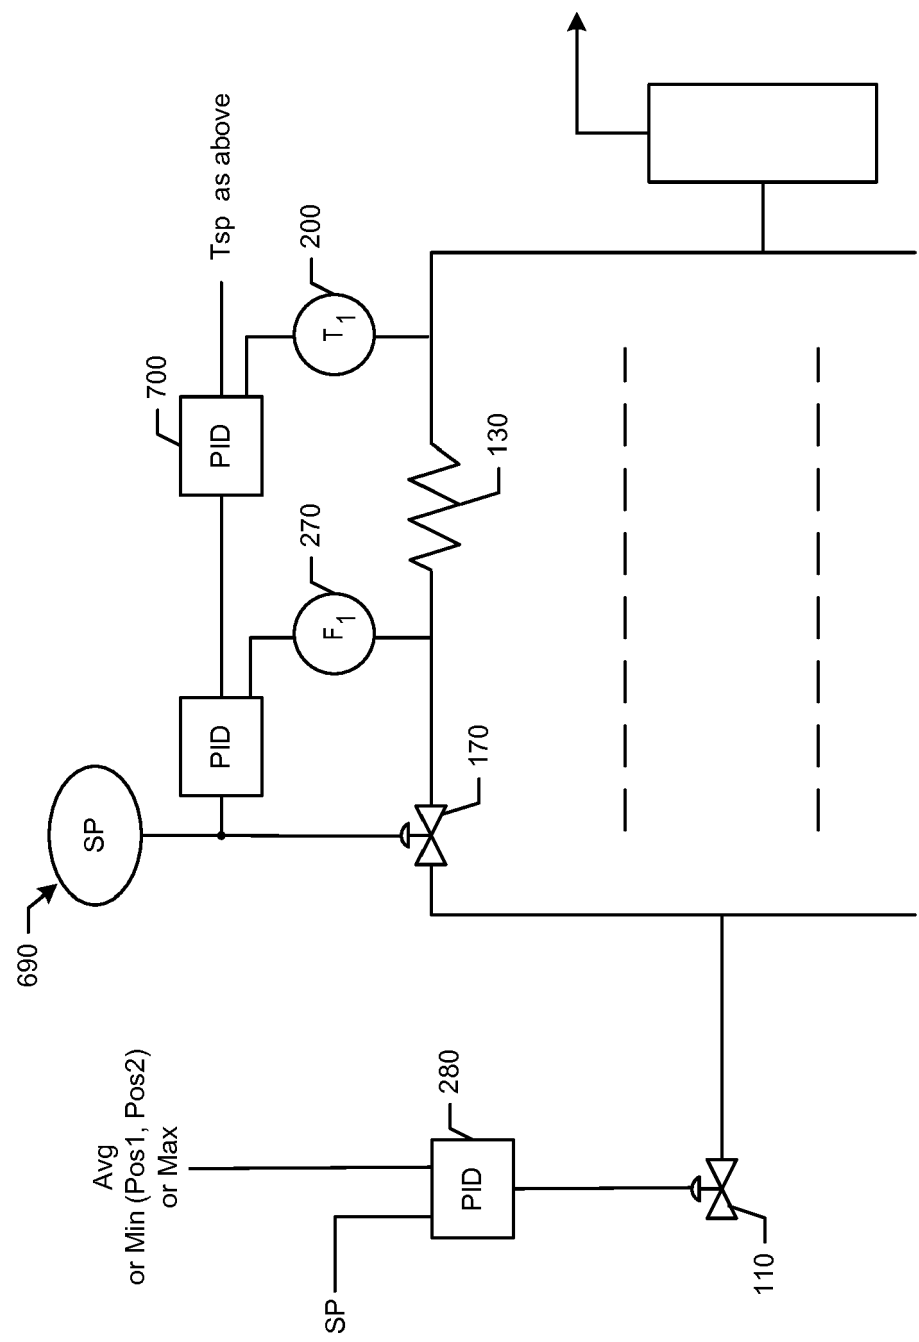 Avg
or Min (Pos1, Pos2)
or Max
SP
PID
280
110
690
SP
PID
F1
270
170
130
700
PID
Tsp as above
T1
200